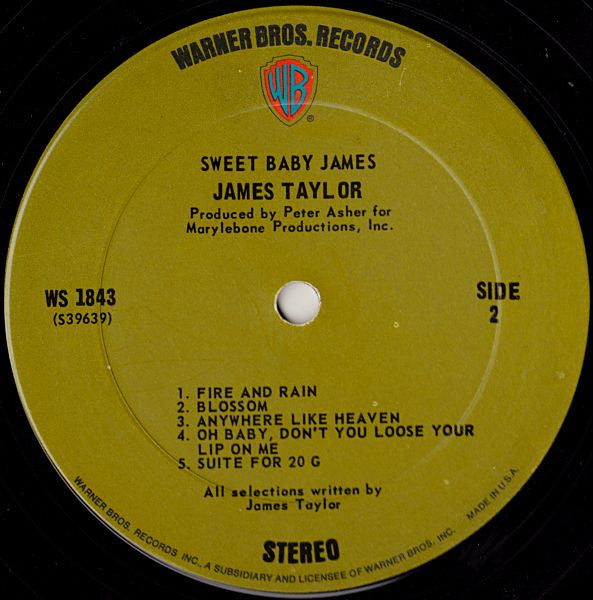 WARNER BROS. RECORDS
WB
®
SWEET BABY JAMES
JAMES TAYLOR
Produced by Peter Asher for
Marylebone Productions, Inc.
WS 1843
(S39639)
SIDE
2
1. FIRE AND RAIN
2. BLOSSOM
3. ANYWHERE LIKE HEAVEN
4. OH BABY, DON'T YOU LOOSE YOUR
LIP ON ME
5. SUITE FOR 20 G
All selections written by
James Taylor
STEREO
WARNER BROS. RECORDS INC., A SUBSIDIARY AND LICENSEE OF WARNER BROS. INC. MADE IN U.S.A.